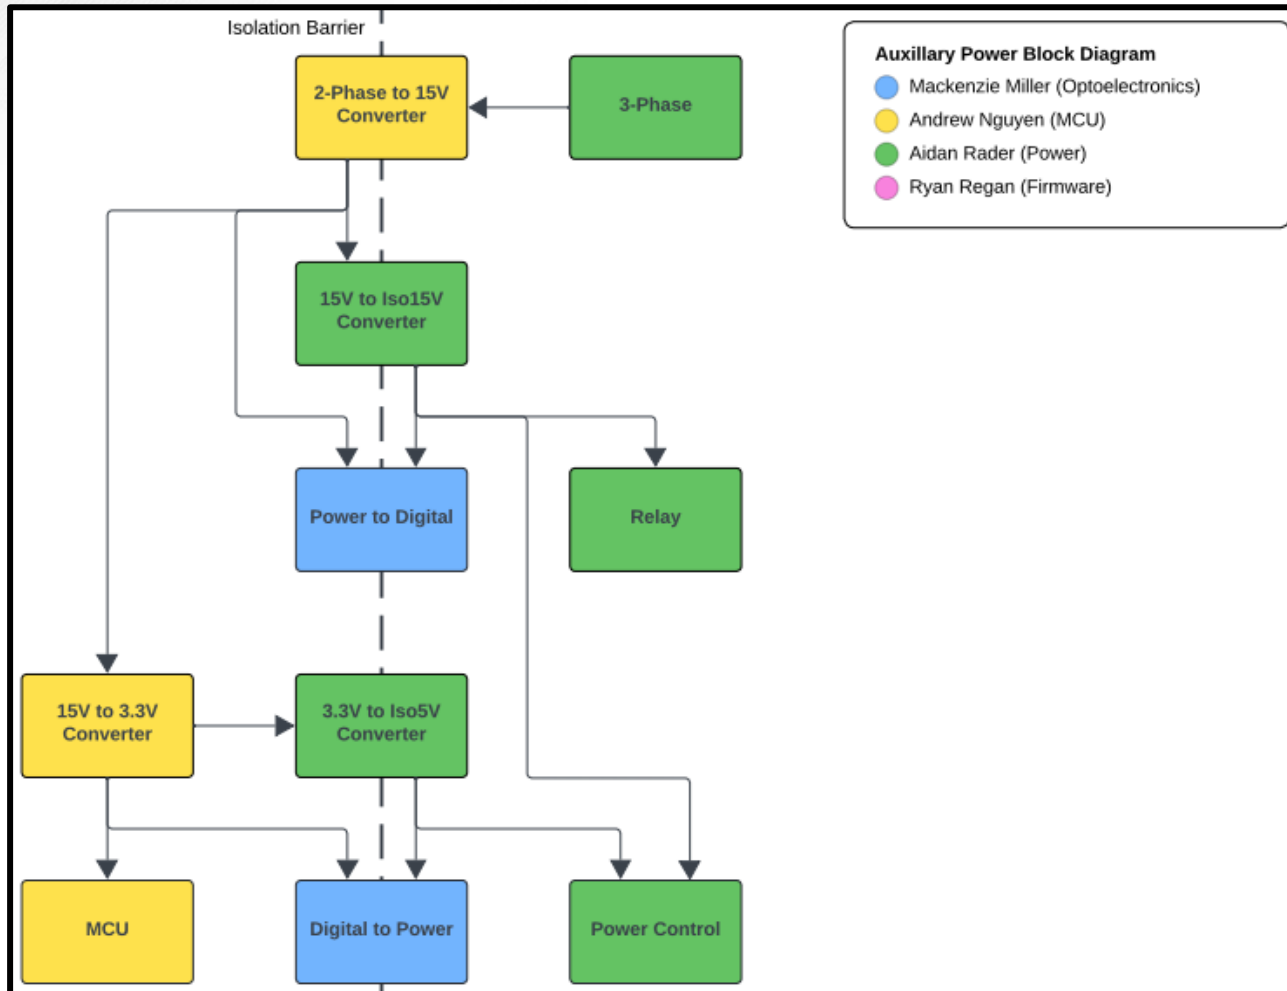 Isolation Barrier
2-Phase to 15V
Converter
3-Phase
Auxillary Power Block Diagram
Mackenzie Miller (Optoelectronics)
Andrew Nguyen (MCU)
Aidan Rader (Power)
Ryan Regan (Firmware)
15V to Iso15V
Converter
Power to Digital
Relay
15V to 3.3V
Converter
3.3V to Iso5V
Converter
MCU
Digital to Power
Power Control